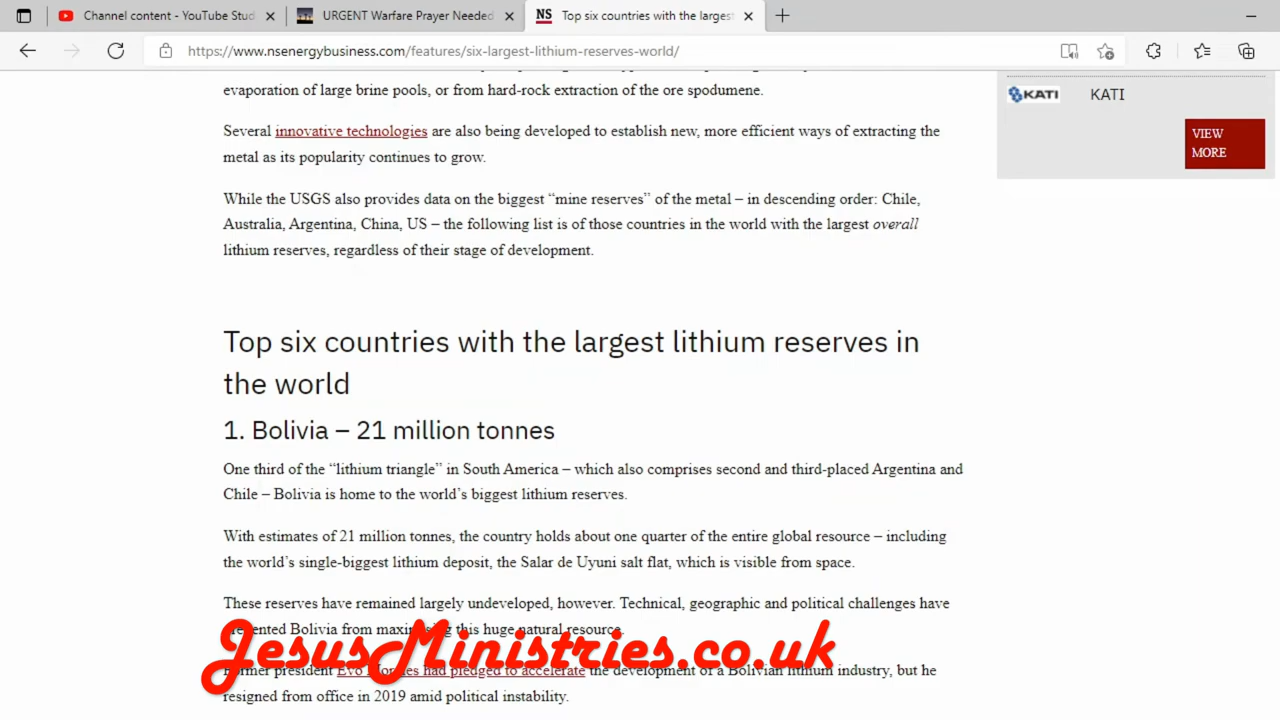 Channel content - YouTube Stud
URGENT Warfare Prayer Needed
NS
Top six countries with the larges
https://www.nsenergybusiness.com/features/six-largest-lithium-reserves-world/
evaporation of large brine pools, or from hard-rock extraction of the ore spodumene.
KATI
KATI
VIEW
MORE
Several innovative technologies are also being developed to establish new, more efficient ways of extracting the
metal as its popularity continues to grow.
While the USGS also provides data on the biggest “mine reserves” of the metal – in descending order: Chile,
Australia, Argentina, China, US – the following list is of those countries in the world with the largest overall
lithium reserves, regardless of their stage of development.
Top six countries with the largest lithium reserves in
the world
1. Bolivia – 21 million tonnes
One third of the “lithium triangle” in South America – which also comprises second and third-placed Argentina and
Chile – Bolivia is home to the world’s biggest lithium reserves.
With estimates of 21 million tonnes, the country holds about one quarter of the entire global resource – including
the world’s single-biggest lithium deposit, the Salar de Uyuni salt flat, which is visible from space.
These reserves have remained largely undeveloped, however. Technical, geographic and political challenges have
prevented Bolivia from maximising this huge natural resource.
JesusMinistries.co.uk
Former president Evo Morales had pledged to accelerate the development of a Bolivian lithium industry, but he
resigned from office in 2019 amid political instability.